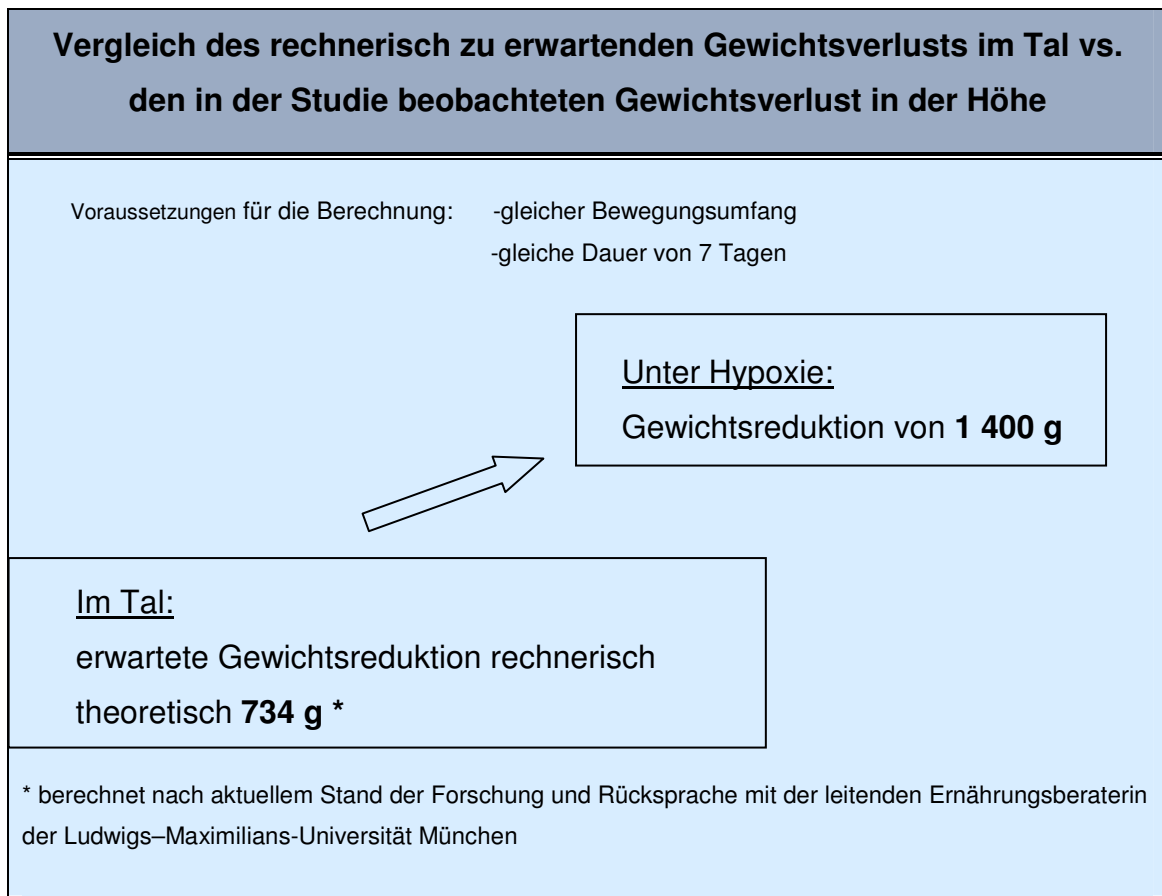 Vergleich des rechnerisch zu erwartenden Gewichtsverlusts im Tal vs.
den in der Studie beobachteten Gewichtsverlust in der Höhe
Voraussetzungen für die Berechnung: -gleicher Bewegungsumfang
-gleiche Dauer von 7 Tagen
Unter Hypoxie:
Gewichtsreduktion von 1 400 g
Im Tal:
erwartete Gewichtsreduktion rechnerisch
theoretisch 734 g *
* berechnet nach aktuellem Stand der Forschung und Rücksprache mit der leitenden Ernährungsberaterin
der Ludwigs–Maximilians-Universität München